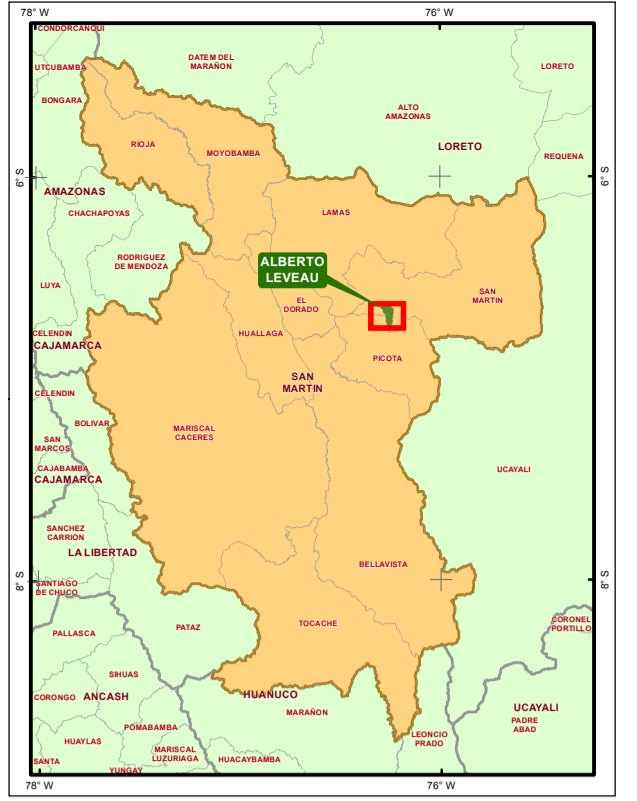 78° W
76° W
CONDORCANQUI
DATEM DEL
MARAÑON
UTCUBAMBA
LORETO
BONGARA
ALTO
AMAZONAS
RIOJA
LORETO
MOYOBAMBA
REQUENA
6° S
6° S
AMAZONAS
CHACHAPOYAS
LAMAS
RODRIGUEZ
DE MENDOZA
ALBERTO
LEVEAU
LUYA
SAN
MARTIN
EL
DORADO
CELENDIN
HUALLAGA
CAJAMARCA
PICOTA
SAN
MARTIN
CELENDIN
BOLIVAR
MARISCAL
CACERES
SAN
MARCOS
CAJABAMBA
UCAYALI
CAJAMARCA
SANCHEZ
CARRION
LA LIBERTAD
BELLAVISTA
8° S
8° S
SANTIAGO
DE CHUCO
CORONEL
PORTILLO
PALLASCA
PATAZ
TOCACHE
SIHUAS
CORONGO
ANCASH
HUANUCO
MARAÑON
UCAYALI
PADRE
ABAD
POMABAMBA
LEONCIO
PRADO
HUAYLAS
MARISCAL
LUZURIAGA
HUACAYBAMBA
SANTA
YUNGAY
78° W
76° W